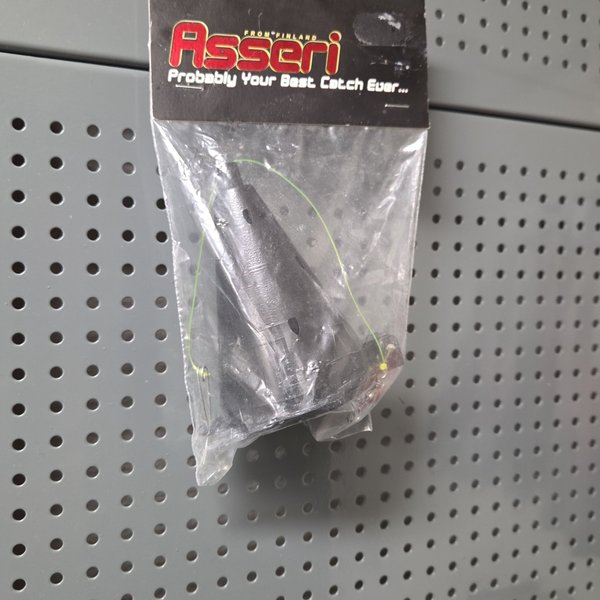 FROM FINLAND
Asseri
Probably Your Best Catch Ever...